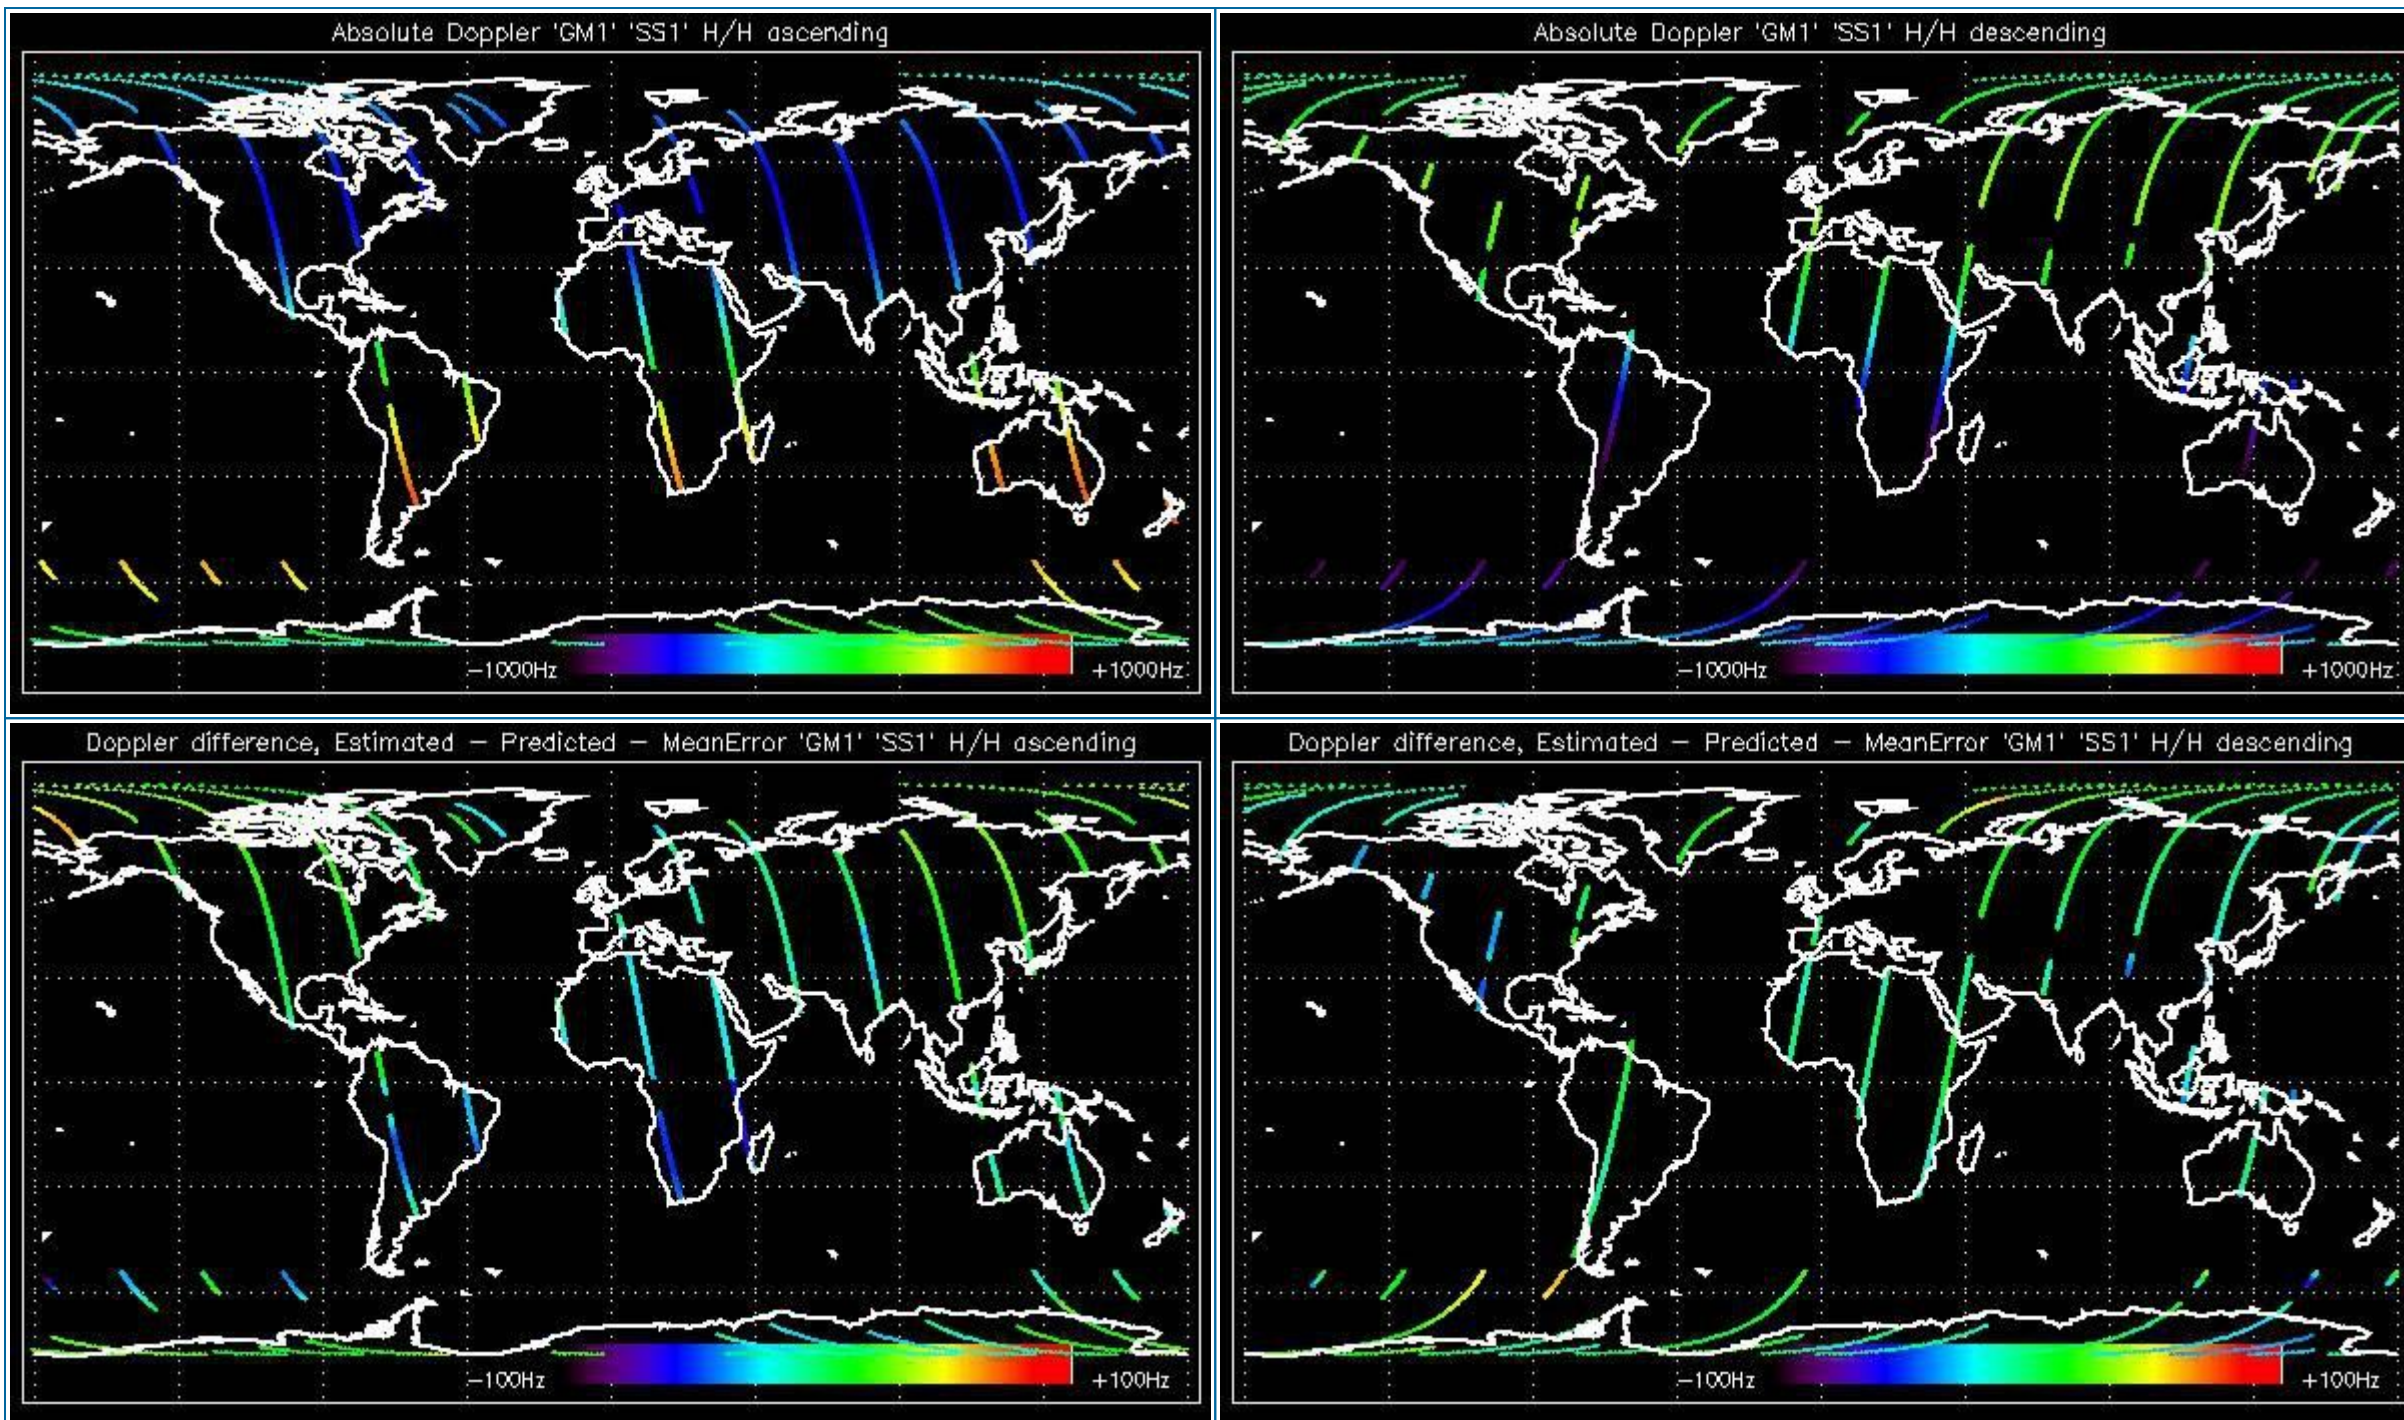 Absolute Doppler 'GM1' 'SS1' H/H ascending
-1000Hz
+1000Hz
Absolute Doppler 'GM1' 'SS1' H/H descending
-1000Hz
+1000Hz
Doppler difference, Estimated - Predicted - MeanError 'GM1' 'SS1' H/H ascending
-100Hz
+100Hz
Doppler difference, Estimated - Predicted - MeanError 'GM1' 'SS1' H/H descending
-100Hz
+100Hz